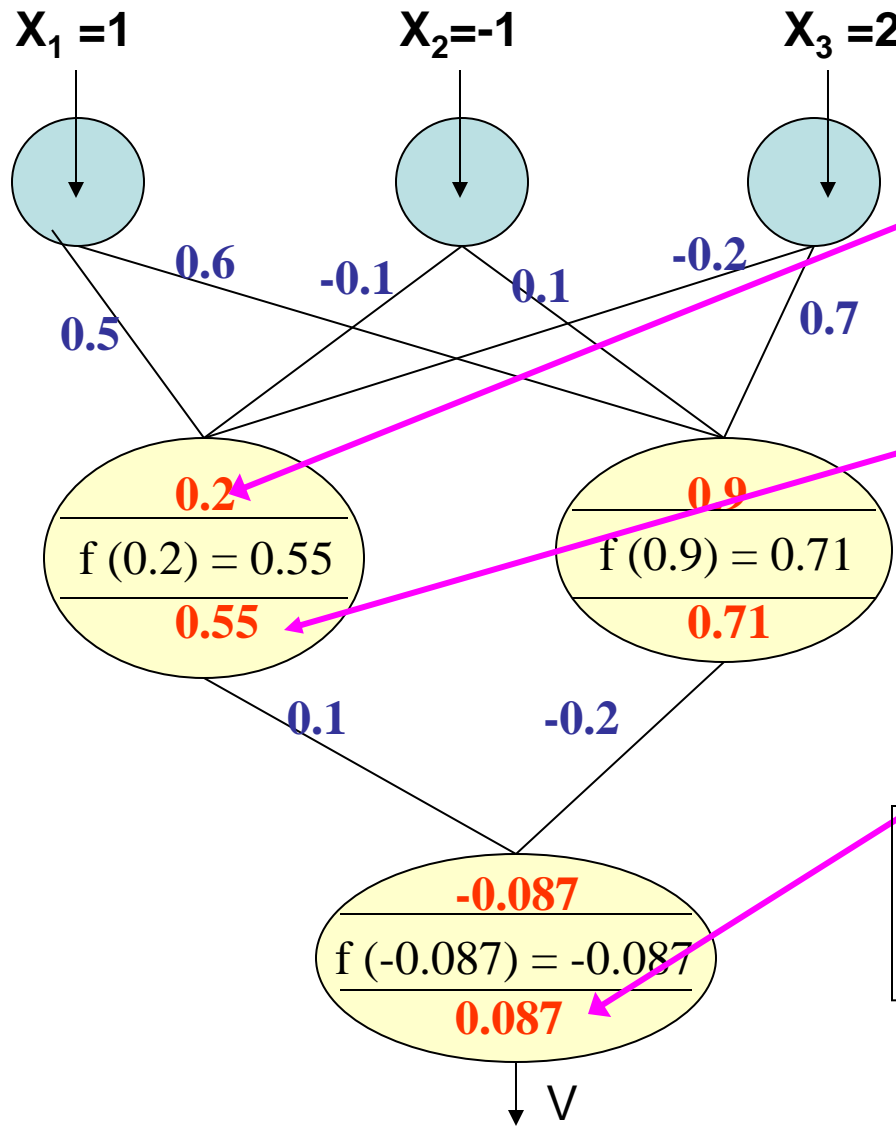 X₁ =1
X₂=-1
X₃ =2
0.6
-0.1
0.1
-0.2
0.5
0.7
0.2
f (0.2) = 0.55
0.55
0.9
f (0.9) = 0.71
0.71
0.1
-0.2
-0.087
f (-0.087) = -0.087
0.087
V